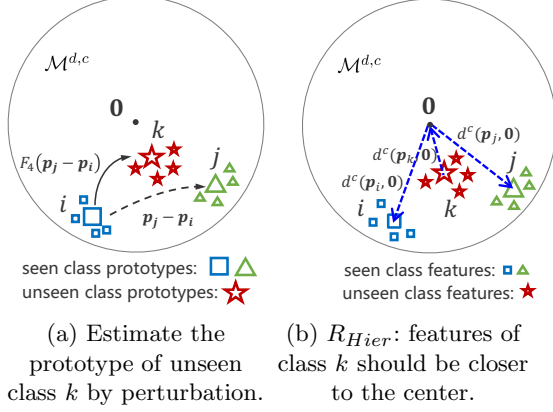 𝓜^{d,c}
0
k
j
F₄(p_j − p_i)
i
p_j − p_i
seen class prototypes:
unseen class prototypes:
(a) Estimate the
prototype of unseen
class k by perturbation.
𝓜^{d,c}
0
d^c(p_j, 0)
d^c(p_k, 0)
j
d^c(p_i, 0)
i
k
seen class features:
unseen class features:
(b) R_{Hier}: features of
class k should be closer
to the center.